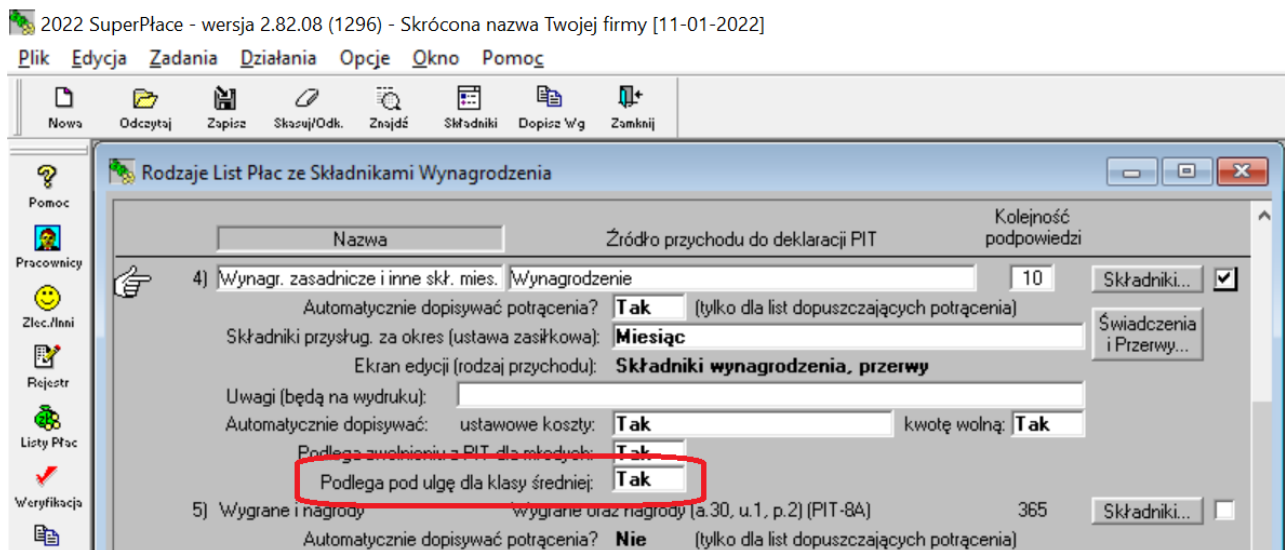 2022 SuperPłace - wersja 2.82.08 (1296) - Skrócona nazwa Twojej firmy [11-01-2022]
Plik Edycja Zadania Działania Opcje Okno Pomoc
Nowa Odczytaj Zapisz Skasuj/Odk. Znajdź Składniki Dopisz Wg Zamknij
Rodzaje List Płac ze Składnikami Wynagrodzenia
Pomoc
Pracownicy
Zlec./Inni
Rejestr
Listy Płac
Weryfikacja
Nazwa Źródło przychodu do deklaracji PIT Kolejność podpowiedzi
4) Wynagr. zasadnicze i inne skł. mies. Wynagrodzenie 10 Składniki...
Automatycznie dopisywać potrącenia? Tak (tylko dla list dopuszczających potrącenia)
Składniki przysług. za okres (ustawa zasiłkowa): Miesiąc
Świadczenia i Przerwy...
Ekran edycji (rodzaj przychodu): Składniki wynagrodzenia, przerwy
Uwagi (będą na wydruku):
Automatycznie dopisywać: ustawowe koszty: Tak kwotę wolną: Tak
Podlega zwolnieniu z PIT dla młodych: Tak
Podlega pod ulgę dla klasy średniej: Tak
5) Wygrane i nagrody Wygrane oraz nagrody (a.30, u.1, p.2) (PIT-8A) 365 Składniki...
Automatycznie dopisywać potrącenia? Nie (tylko dla list dopuszczających potrącenia)